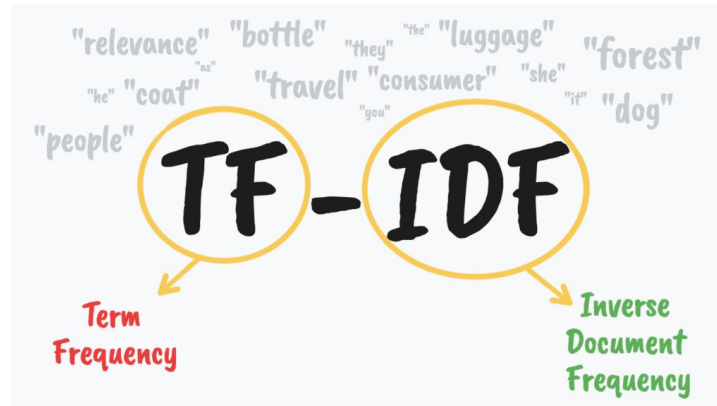 "relevance" "bottle" "they" "the" "luggage" "forest"
"he" "coat" "as" "travel" "consumer" "she" "it" "dog"
"people" "you"
TF-IDF
Term
Frequency
Inverse
Document
Frequency